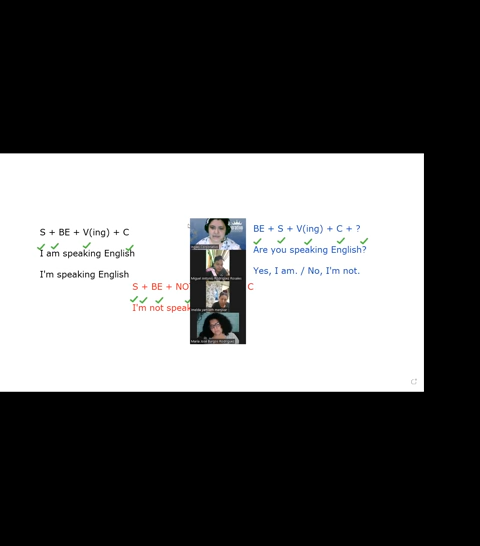 S + BE + V(ing) + C
I am speaking English
I'm speaking English
S + BE + NO
C
I'm not speak
BE + S + V(ing) + C + ?
Are you speaking English?
Yes, I am. / No, I'm not.